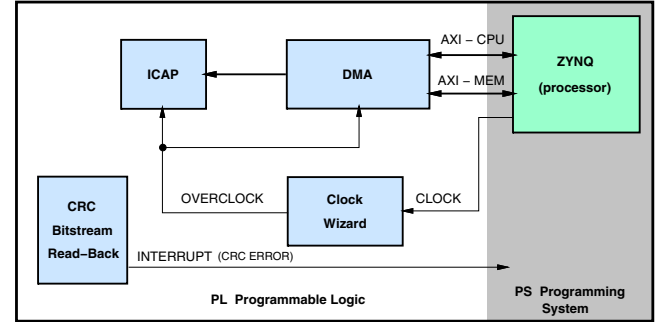 AXI − CPU
ZYNQ
(processor)
ICAP
DMA
AXI − MEM
OVERCLOCK
Clock
Wizard
CLOCK
CRC
Bitstream
Read−Back
INTERRUPT (CRC ERROR)
PL Programmable Logic
PS Programming
System